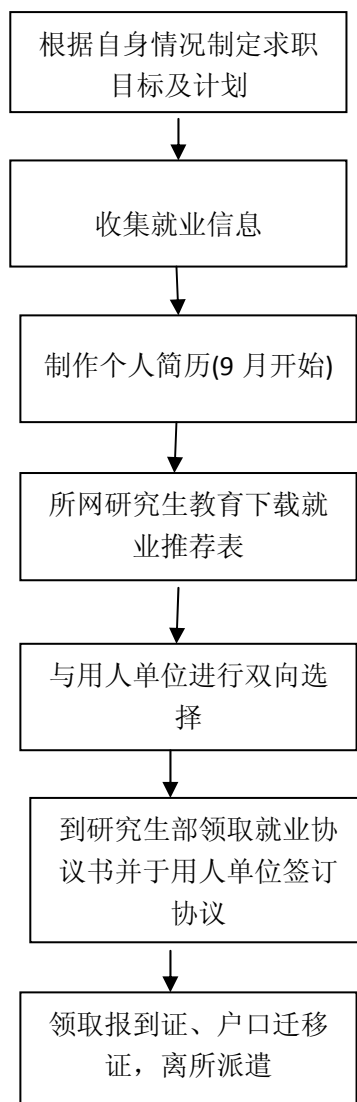 根据自身情况制定求职
目标及计划
收集就业信息
制作个人简历(9 月开始)
所网研究生教育下载就
业推荐表
与用人单位进行双向选
择
到研究生部领取就业协
议书并于用人单位签订
协议
领取报到证、户口迁移
证，离所派遣